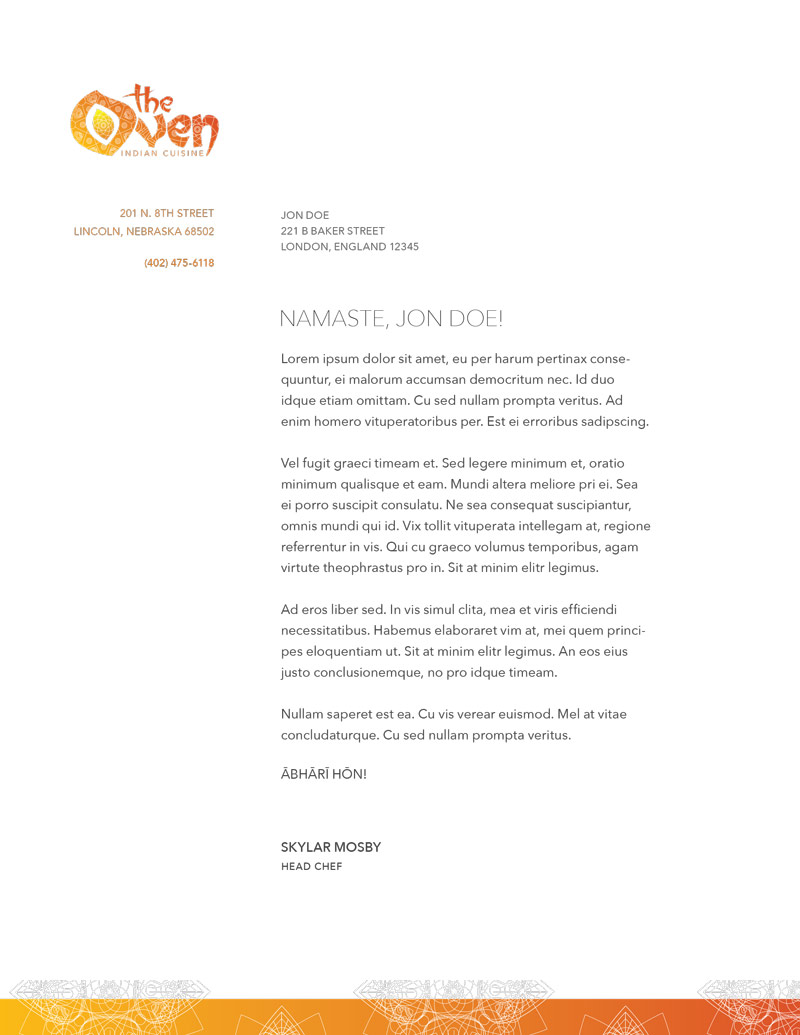 the
Oven
INDIAN CUISINE
201 N. 8TH STREET
LINCOLN, NEBRASKA 68502
(402) 475-6118
JON DOE
221 B BAKER STREET
LONDON, ENGLAND 12345
NAMASTE, JON DOE!
Lorem ipsum dolor sit amet, eu per harum pertinax conse-
quuntur, ei malorum accumsan democritum nec. Id duo
idque etiam omittam. Cu sed nullam prompta veritus. Ad
enim homero vituperatoribus per. Est ei erroribus sadipscing.
Vel fugit graeci timeam et. Sed legere minimum et, oratio
minimum qualisque et eam. Mundi altera meliore pri ei. Sea
ei porro suscipit consulatu. Ne sea consequat suscipiantur,
omnis mundi qui id. Vix tollit vituperata intellegam at, regione
referrentur in vis. Qui cu graeco volumus temporibus, agam
virtute theophrastus pro in. Sit at minim elitr legimus.
Ad eros liber sed. In vis simul clita, mea et viris efficiendi
necessitatibus. Habemus elaboraret vim at, mei quem princi-
pes eloquentiam ut. Sit at minim elitr legimus. An eos eius
justo conclusionemque, no pro idque timeam.
Nullam saperet est ea. Cu vis verear euismod. Mel at vitae
concludaturque. Cu sed nullam prompta veritus.
ĀBHĀRĪ HŌN!
SKYLAR MOSBY
HEAD CHEF